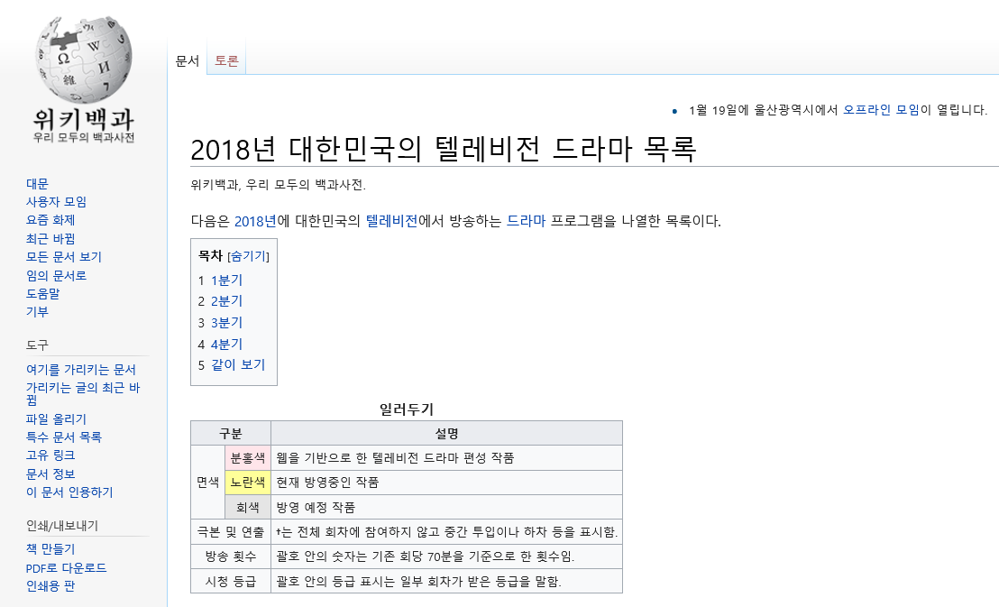 위키백과
우리 모두의 백과사전
문서
토론
1월 19일에 울산광역시에서 오프라인 모임이 열립니다.
2018년 대한민국의 텔레비전 드라마 목록
위키백과, 우리 모두의 백과사전.
다음은 2018년에 대한민국의 텔레비전에서 방송하는 드라마 프로그램을 나열한 목록이다.
목차 [숨기기]
1 1분기
2 2분기
3 3분기
4 4분기
5 같이 보기
대문
사용자 모임
요즘 화제
최근 바뀜
모든 문서 보기
임의 문서로
도움말
기부
도구
여기를 가리키는 문서
가리키는 글의 최근 바
뀜
파일 올리기
특수 문서 목록
고유 링크
문서 정보
이 문서 인용하기
인쇄/내보내기
책 만들기
PDF로 다운로드
인쇄용 판
일러두기
구분 설명
면색
분홍색 웹을 기반으로 한 텔레비전 드라마 편성 작품
노란색 현재 방영중인 작품
회색 방영 예정 작품
극본 및 연출 †는 전체 회차에 참여하지 않고 중간 투입이나 하차 등을 표시함.
방송 횟수 괄호 안의 숫자는 기존 회당 70분을 기준으로 한 횟수임.
시청 등급 괄호 안의 등급 표시는 일부 회차가 받은 등급을 말함.